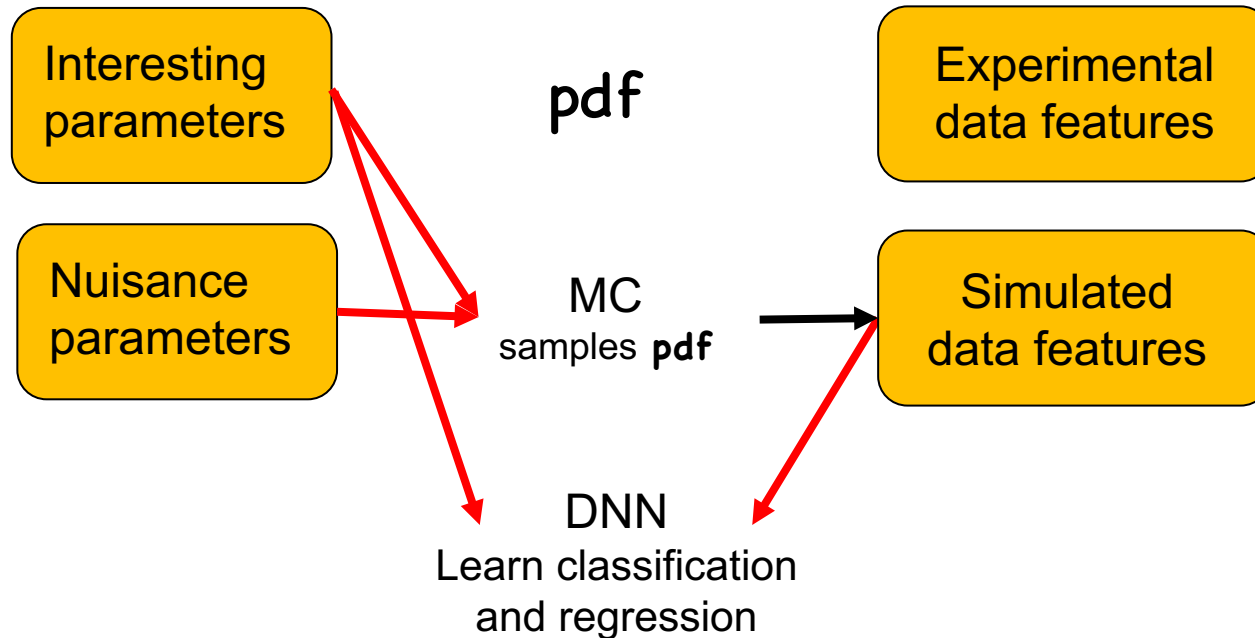 Interesting
parameters
pdf
Experimental
data features
Nuisance
parameters
MC
samples pdf
Simulated
data features
DNN
Learn classification
and regression